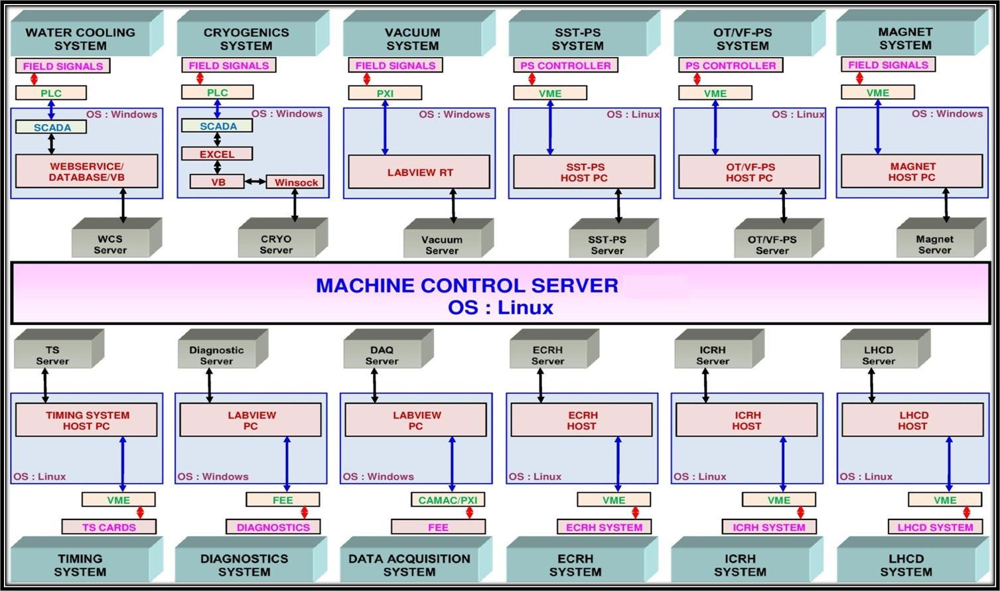 WATER COOLING
SYSTEM
CRYOGENICS
SYSTEM
VACUUM
SYSTEM
SST-PS
SYSTEM
OT/VF-PS
SYSTEM
MAGNET
SYSTEM
FIELD SIGNALS
FIELD SIGNALS
FIELD SIGNALS
PS CONTROLLER
PS CONTROLLER
FIELD SIGNALS
PLC
PLC
PXI
VME
VME
VME
OS : Windows
OS : Windows
OS : Windows
OS : Linux
OS : Linux
OS : Windows
SCADA
SCADA
EXCEL
WEBSERVICE/
DATABASE/VB
VB
Winsock
LABVIEW RT
SST-PS
HOST PC
OT/VF-PS
HOST PC
MAGNET
HOST PC
WCS
Server
CRYO
Server
Vacuum
Server
SST-PS
Server
OT/VF-PS
Server
Magnet
Server
MACHINE CONTROL SERVER
OS : Linux
TS
Server
Diagnostic
Server
DAQ
Server
ECRH
Server
ICRH
Server
LHCD
Server
TIMING SYSTEM
HOST PC
LABVIEW
PC
LABVIEW
PC
ECRH
HOST
ICRH
HOST
LHCD
HOST
OS : Linux
OS : Windows
OS : Windows
OS : Linux
OS : Linux
OS : Linux
VME
FEE
CAMAC/PXI
VME
VME
VME
TS CARDS
DIAGNOSTICS
FEE
ECRH SYSTEM
ICRH SYSTEM
LHCD SYSTEM
TIMING
SYSTEM
DIAGNOSTICS
SYSTEM
DATA ACQUISITION
SYSTEM
ECRH
SYSTEM
ICRH
SYSTEM
LHCD
SYSTEM